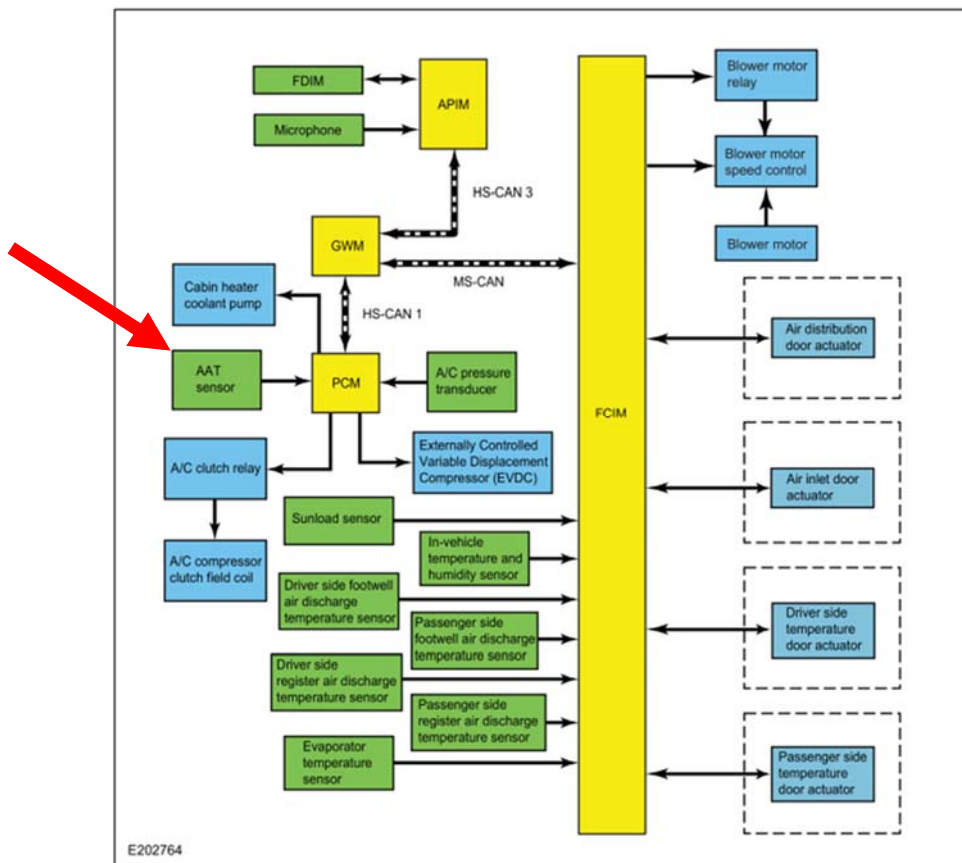 FDIM
Microphone
APIM
HS-CAN 3
GWM
MS-CAN
HS-CAN 1
Cabin heater
coolant pump
AAT
sensor
PCM
A/C pressure
transducer
A/C clutch relay
Externally Controlled
Variable Displacement
Compressor (EVDC)
A/C compressor
clutch field coil
Sunload sensor
In-vehicle
temperature and
humidity sensor
Driver side footwell
air discharge
temperature sensor
Passenger side
footwell air discharge
temperature sensor
Driver side
register air discharge
temperature sensor
Passenger side
register air discharge
temperature sensor
Evaporator
temperature
sensor
FCIM
Blower motor
relay
Blower motor
speed control
Blower motor
Air distribution
door actuator
Air inlet door
actuator
Driver side
temperature
door actuator
Passenger side
temperature
door actuator
E202764